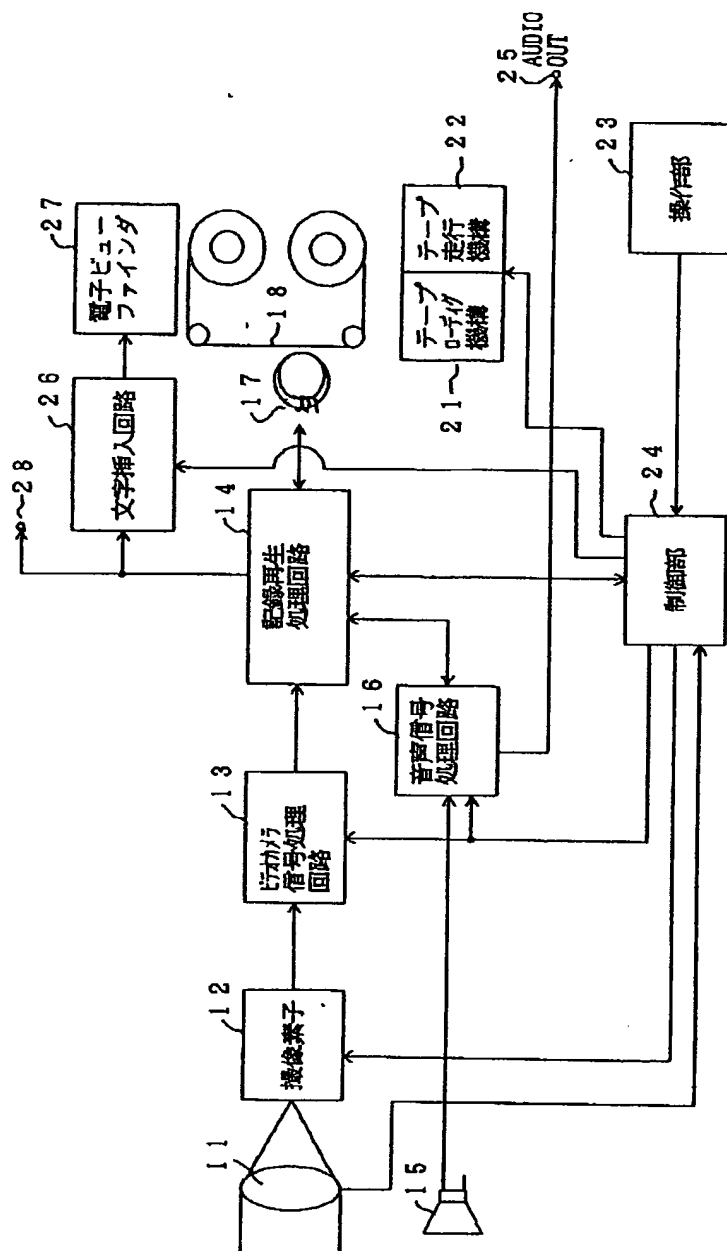 11
12
撮像素子
13
ビデオカメラ
信号処理
回路
14
記録再生
処理回路
28
26
文字挿入回路
27
電子ビュー
ファインダ
17
18
15
16
音声信号
処理回路
21
テープ
ローディグ
機構
テープ
走行
機構
22
25
AUDIO
OUT
24
制御部
23
操作部